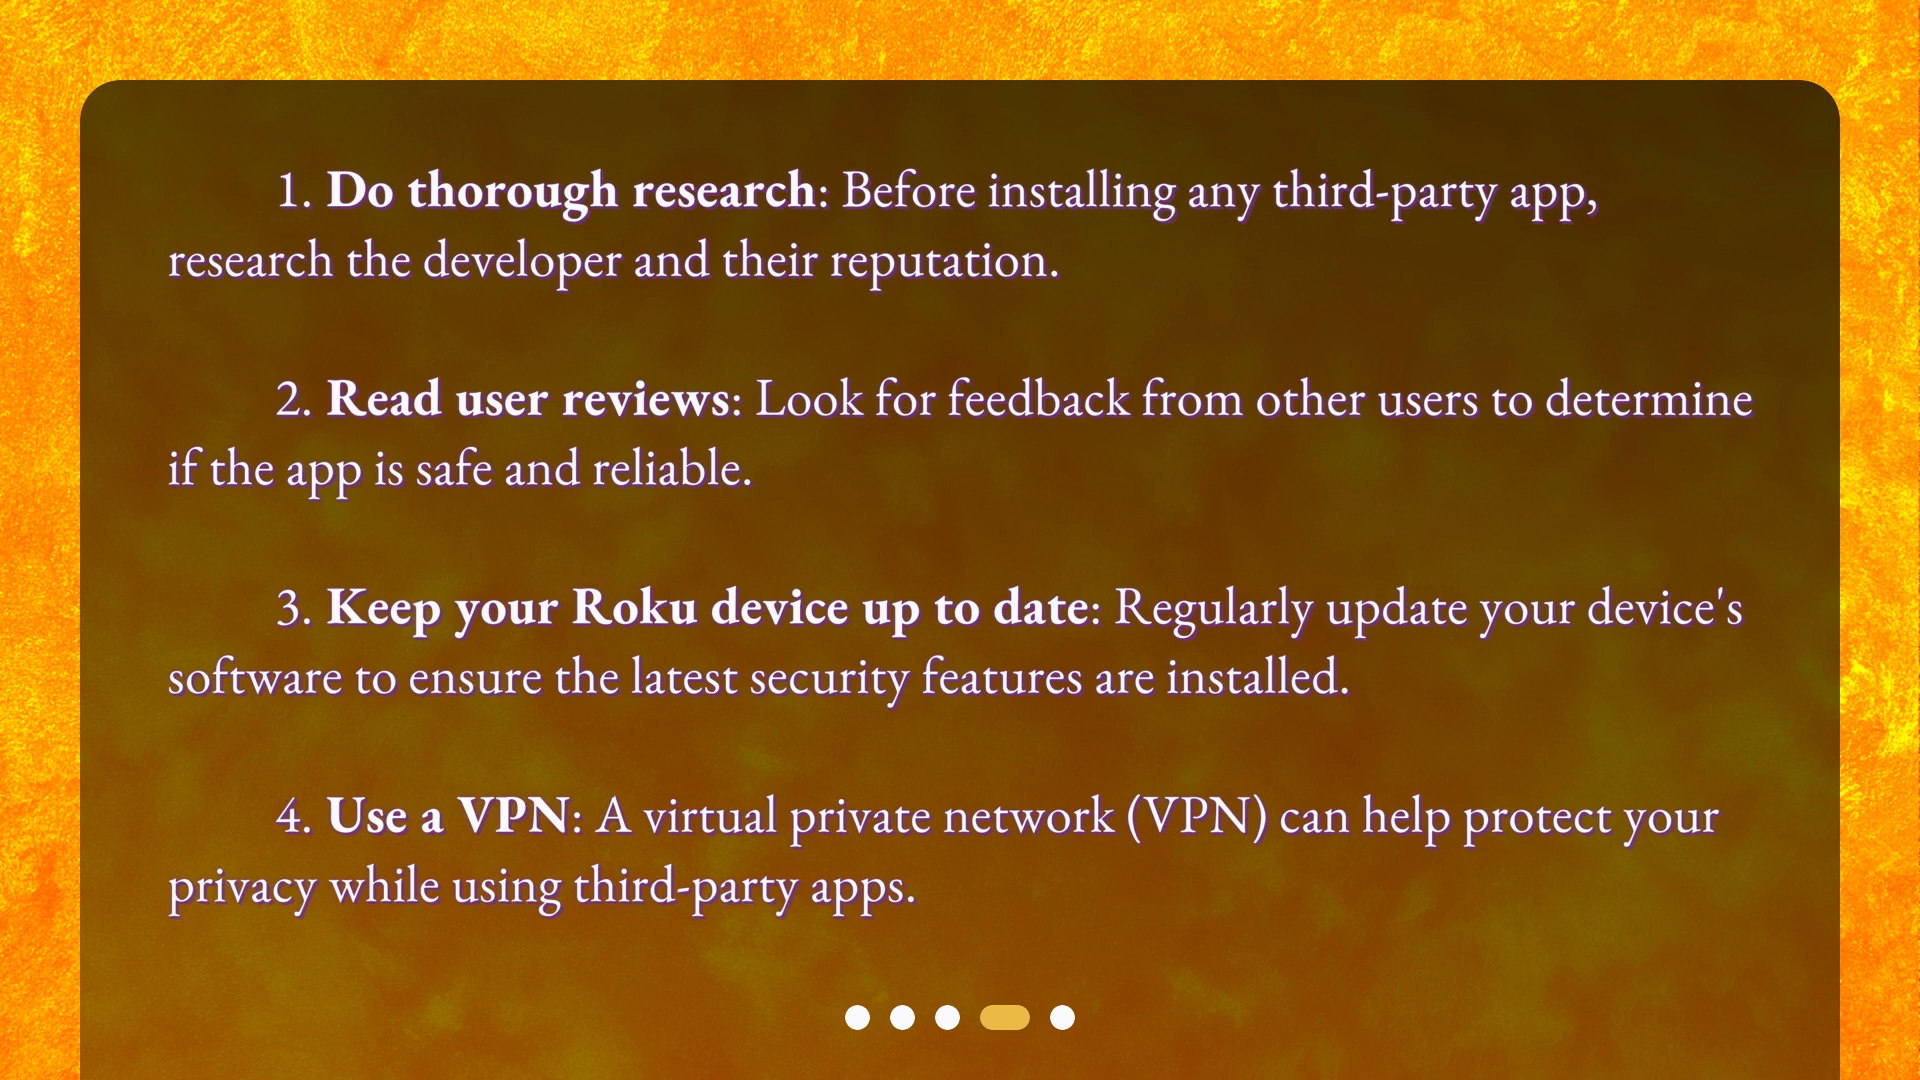 1. Do thorough research: Before installing any third-party app,
research the developer and their reputation.
2. Read user reviews: Look for feedback from other users to determine
if the app is safe and reliable.
3. Keep your Roku device up to date: Regularly update your device's
software to ensure the latest security features are installed.
4. Use a VPN: A virtual private network (VPN) can help protect your
privacy while using third-party apps.